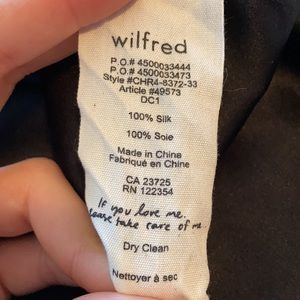 wilfred
P.O.# 4500033444
P.O.# 4500033473
Style #CHR4-8372-33
Article #49573
DC1
100% Silk
100% Soie
Made in China
Fabriqué en Chine
CA 23725
RN 122354
If you love me.
please take care of me.
Dry Clean
Nettoyer à sec